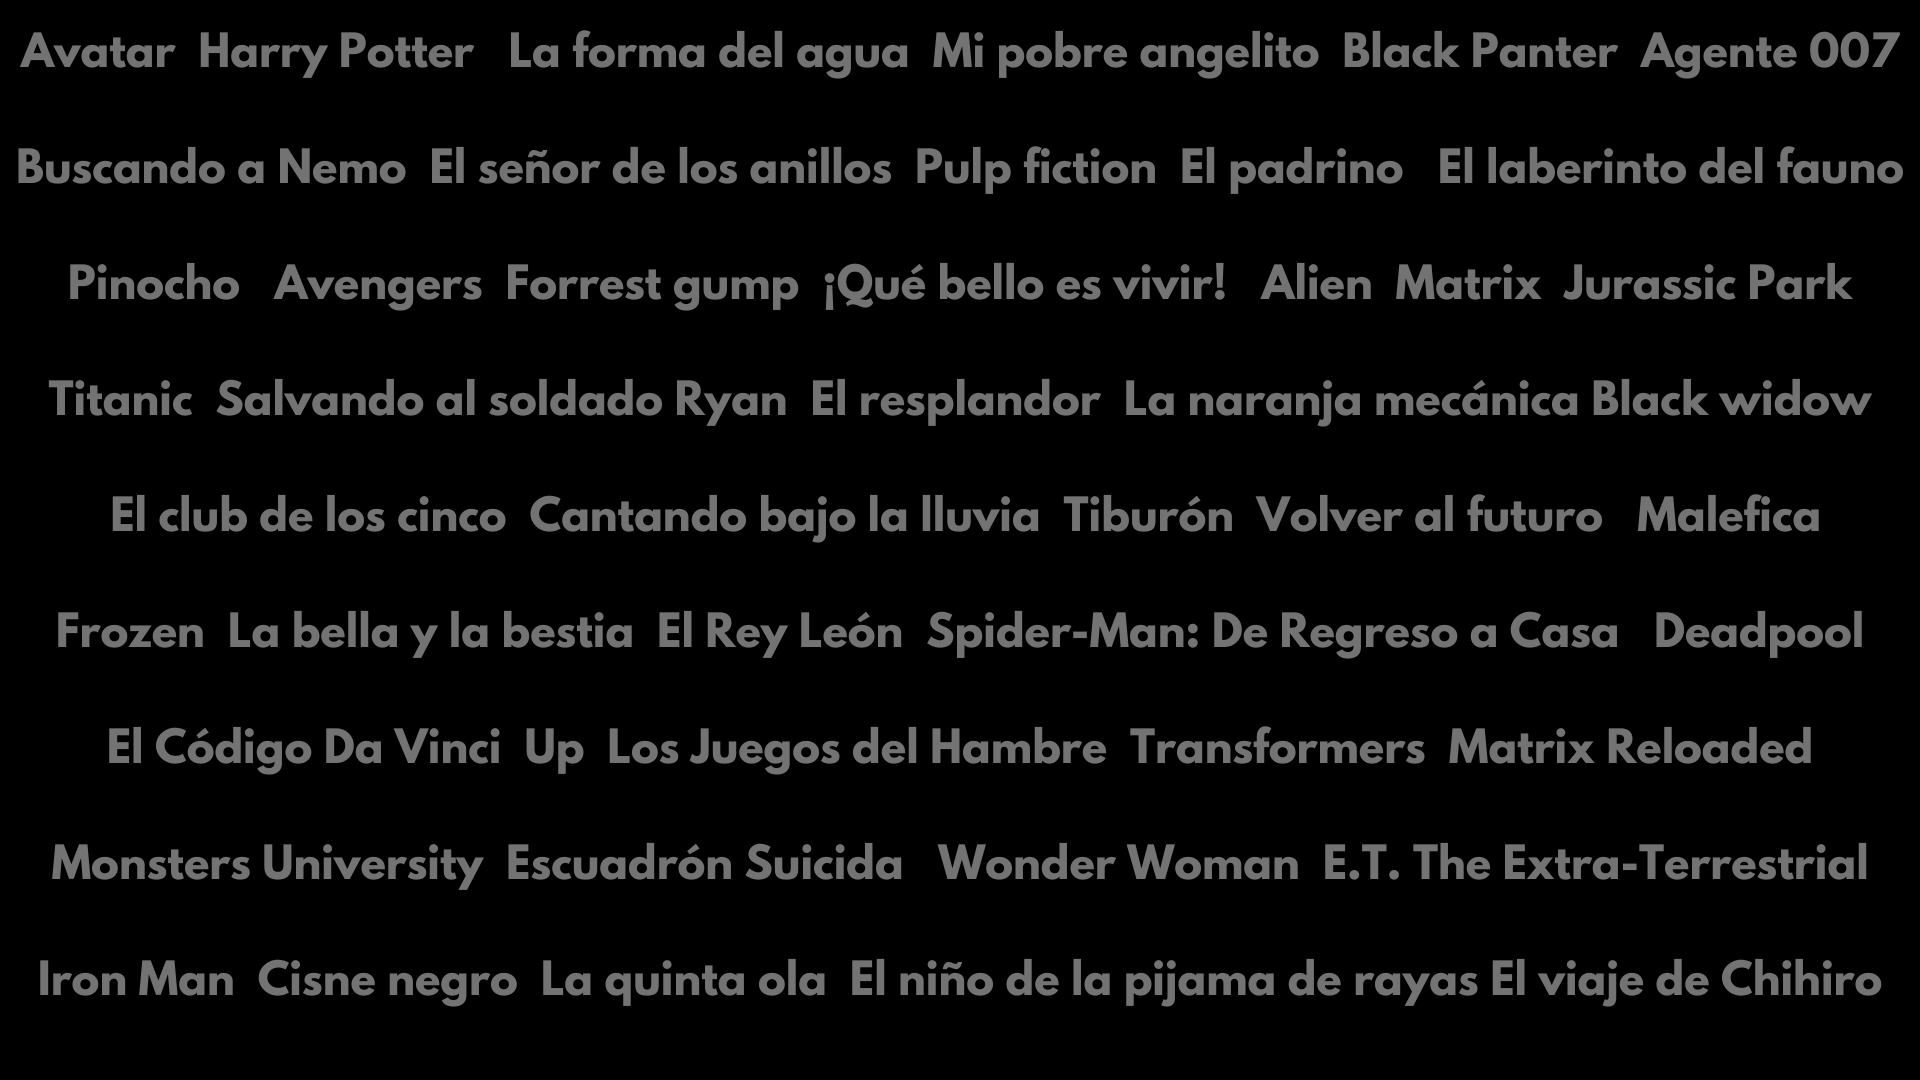 Avatar Harry Potter La forma del agua Mi pobre angelito Black Panter Agente 007
Buscando a Nemo El señor de los anillos Pulp fiction El padrino El laberinto del fauno
Pinocho Avengers Forrest gump ¡Qué bello es vivir! Alien Matrix Jurassic Park
Titanic Salvando al soldado Ryan El resplandor La naranja mecánica Black widow
El club de los cinco Cantando bajo la lluvia Tiburón Volver al futuro Malefica
Frozen La bella y la bestia El Rey León Spider-Man: De Regreso a Casa Deadpool
El Código Da Vinci Up Los Juegos del Hambre Transformers Matrix Reloaded
Monsters University Escuadrón Suicida Wonder Woman E.T. The Extra-Terrestrial
Iron Man Cisne negro La quinta ola El niño de la pijama de rayas El viaje de Chihiro